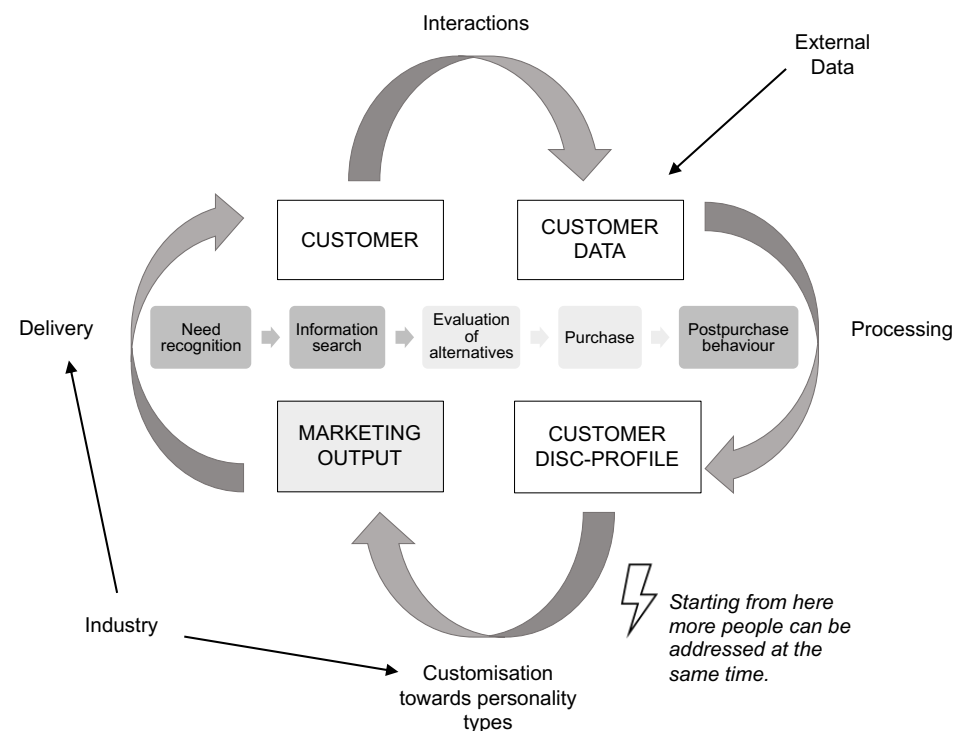 Interactions
External
Data
CUSTOMER
CUSTOMER
DATA
Delivery
Need
recognition
Information
search
Evaluation
of
alternatives
Purchase
Postpurchase
behaviour
Processing
MARKETING
OUTPUT
CUSTOMER
DISC-PROFILE
Starting from here
more people can be
addressed at the
same time.
Industry
Customisation
towards personality
types